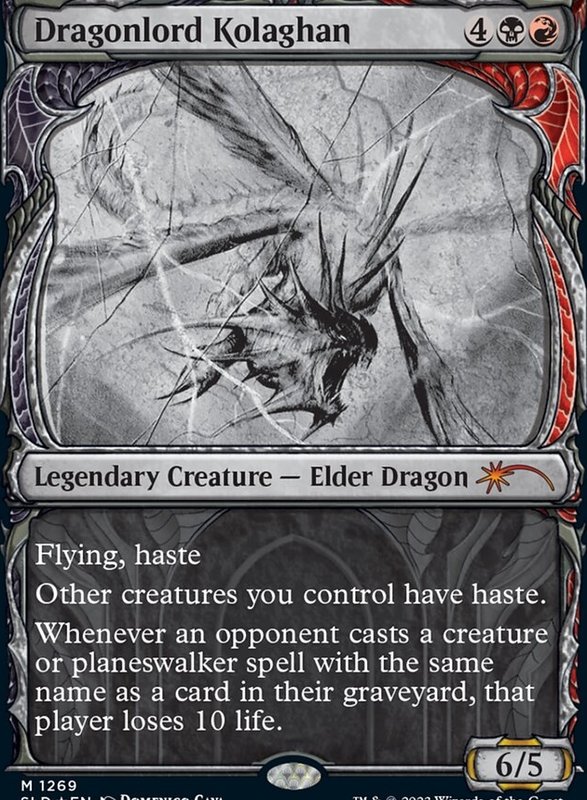 Dragonlord Kolaghan 4
Legendary Creature — Elder Dragon
Flying, haste
Other creatures you control have haste.
Whenever an opponent casts a creature
or planeswalker spell with the same
name as a card in their graveyard, that
player loses 10 life.
6/5
M 1269